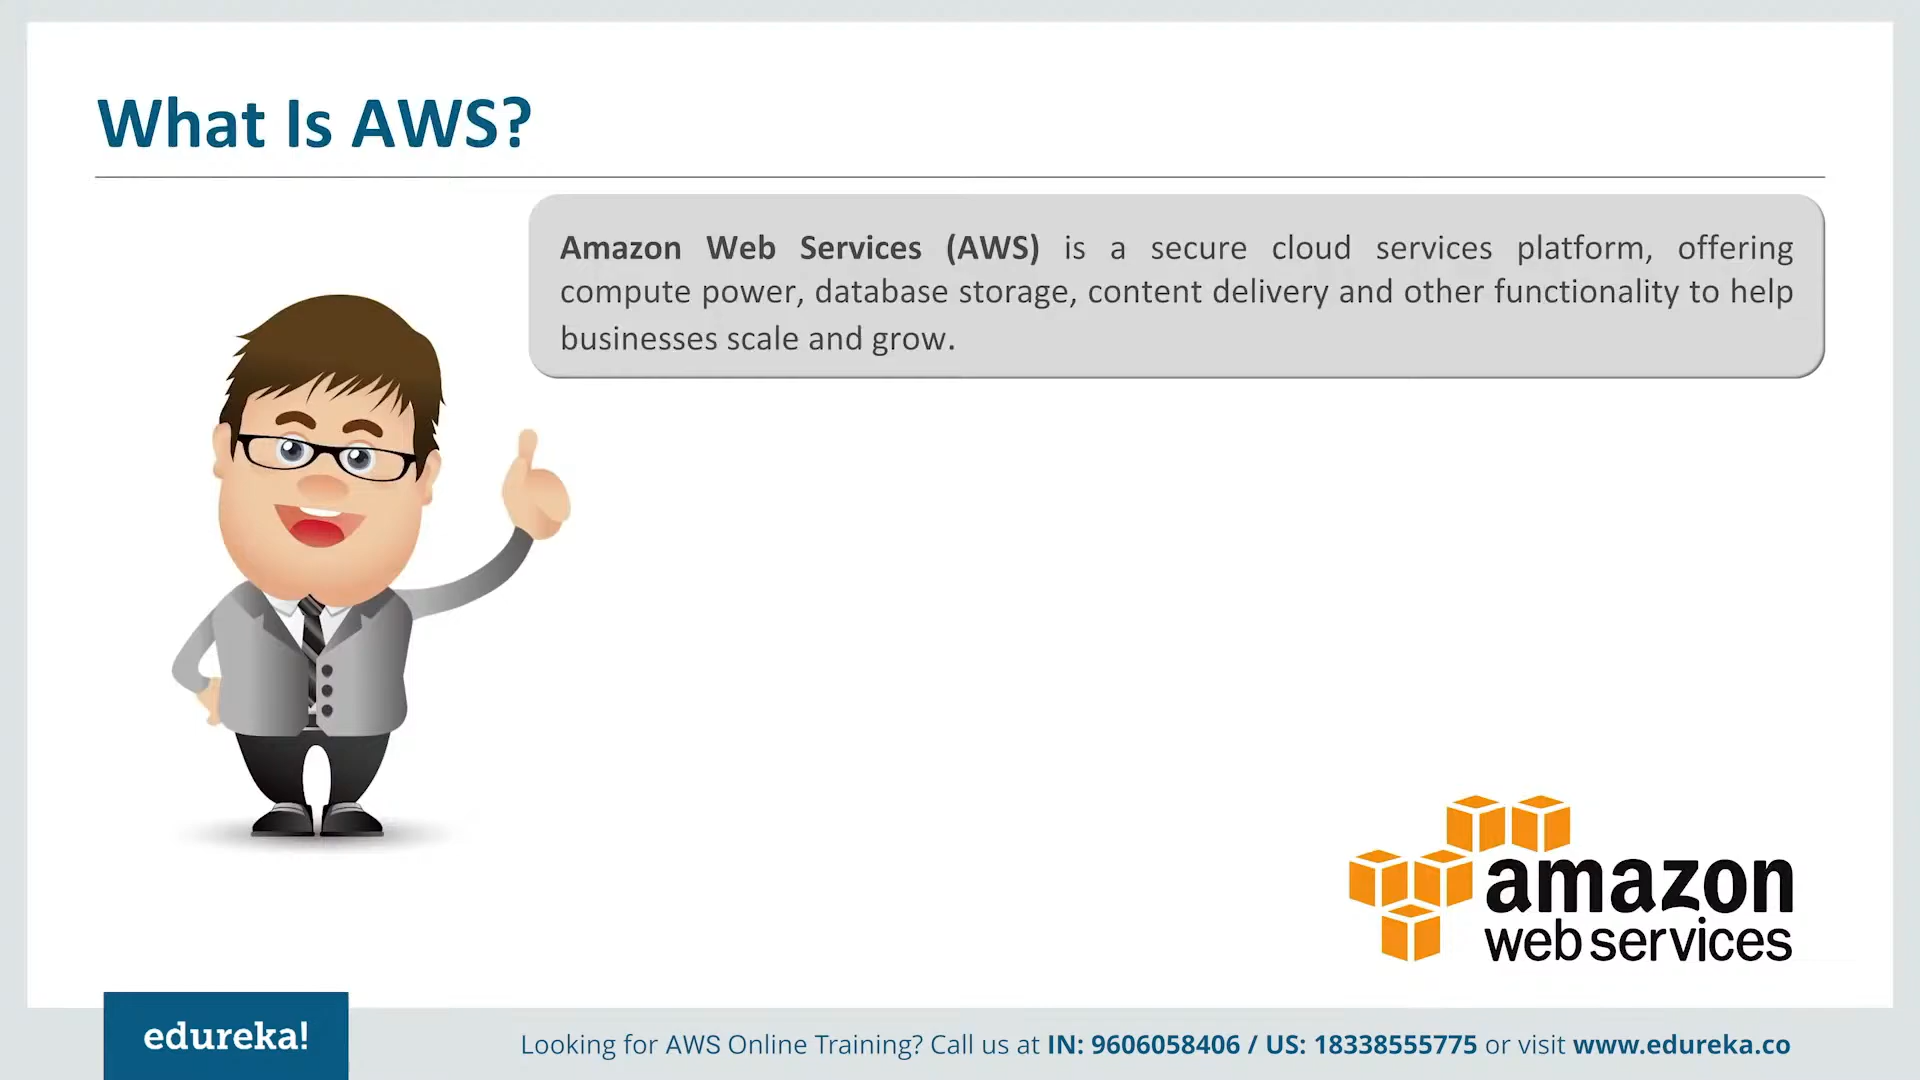 What Is AWS?
Amazon Web Services (AWS) is a secure cloud services platform, offering
compute power, database storage, content delivery and other functionality to help
businesses scale and grow.
amazon
webservices
edureka!
Looking for AWS Online Training? Call us at IN: 9606058406 / US: 18338555775 or visit www.edureka.co